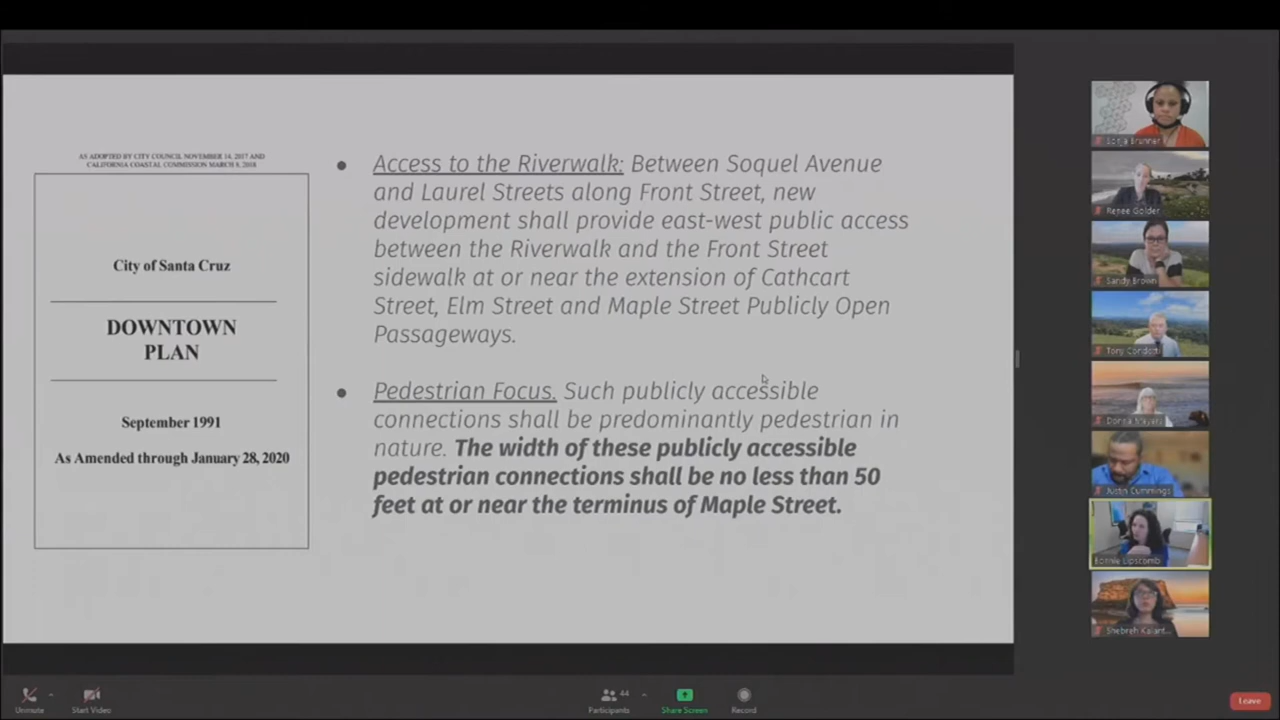 AS ADOPTED BY CITY COUNCIL NOVEMBER 14, 2017 AND
CALIFORNIA COASTAL COMMISSION MARCH 8, 2018
City of Santa Cruz
DOWNTOWN
PLAN
September 1991
As Amended through January 28, 2020
• Access to the Riverwalk: Between Soquel Avenue
and Laurel Streets along Front Street, new
development shall provide east-west public access
between the Riverwalk and the Front Street
sidewalk at or near the extension of Cathcart
Street, Elm Street and Maple Street Publicly Open
Passageways.
• Pedestrian Focus. Such publicly accessible
connections shall be predominantly pedestrian in
nature. The width of these publicly accessible
pedestrian connections shall be no less than 50
feet at or near the terminus of Maple Street.
Sonja Brunner
Renee Golder
Sandy Brown
Tony Condotti
Donna Meyers
Justin Cummings
Bonnie Lipscomb
Shebreh Kalant...
Unmute
Start Video
44
Participants
Share Screen
Record
Leave